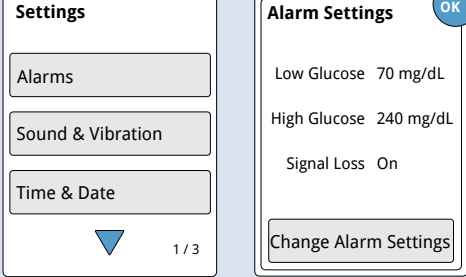 Settings
Alarms
Sound & Vibration
Time & Date
1 / 3
Alarm Settings
OK
Low Glucose 70 mg/dL
High Glucose 240 mg/dL
Signal Loss On
Change Alarm Settings